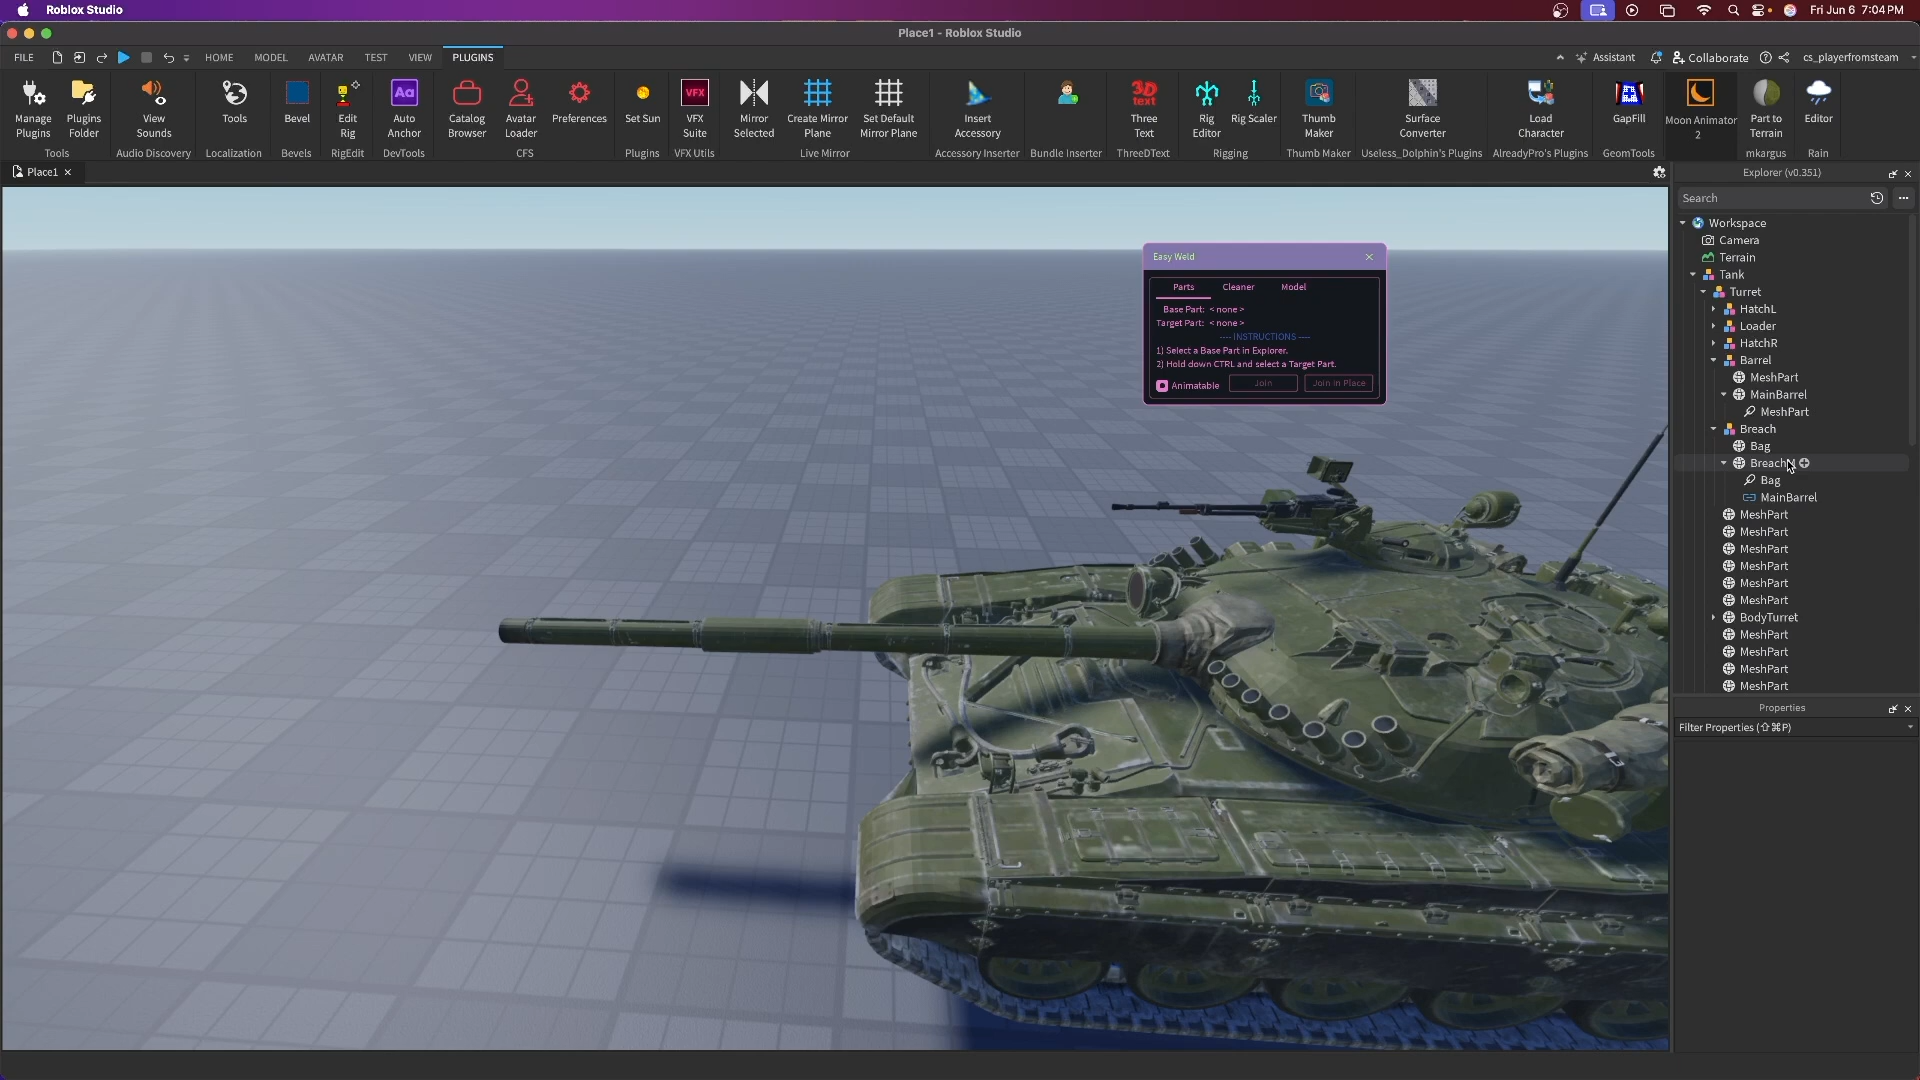 Roblox Studio
Fri Jun 6 7:04 PM
Place1 - Roblox Studio
FILE
HOME
MODEL
AVATAR
TEST
VIEW
PLUGINS
Assistant
Collaborate
cs_playerfromsteam
Manage Plugins
Plugins Folder
Tools
View Sounds
Audio Discovery
Tools
Localization
Bevel
Bevels
Edit Rig
RigEdit
Aa
Auto Anchor
DevTools
Catalog Browser
Avatar Loader
Preferences
CFS
Set Sun
Plugins
VFX
VFX Suite
VFX Utils
Mirror Selected
Create Mirror Plane
Set Default Mirror Plane
Live Mirror
Insert Accessory
Accessory Inserter
Bundle Inserter
3D text
Three Text
ThreeDText
Rig Editor
Rig Scaler
Rigging
Thumb Maker
Thumb Maker
Surface Converter
Useless_Dolphin's Plugins
Load Character
AlreadyPro's Plugins
GapFill
GeomTools
Moon Animator 2
Part to Terrain
mkargus
Editor
Rain
Place1
Explorer (v0.351)
Search
Workspace
Camera
Terrain
Tank
Turret
HatchL
Loader
HatchR
Barrel
MeshPart
MainBarrel
MeshPart
Breach
Bag
Breach
Bag
MainBarrel
MeshPart
MeshPart
MeshPart
MeshPart
MeshPart
MeshPart
BodyTurret
MeshPart
MeshPart
MeshPart
MeshPart
Properties
Filter Properties (⇧⌘P)
Easy Weld
Parts
Cleaner
Model
Base Part: < none >
Target Part: < none >
---- INSTRUCTIONS ----
1) Select a Base Part in Explorer.
2) Hold down CTRL and select a Target Part.
Animatable
Join
Join in Place